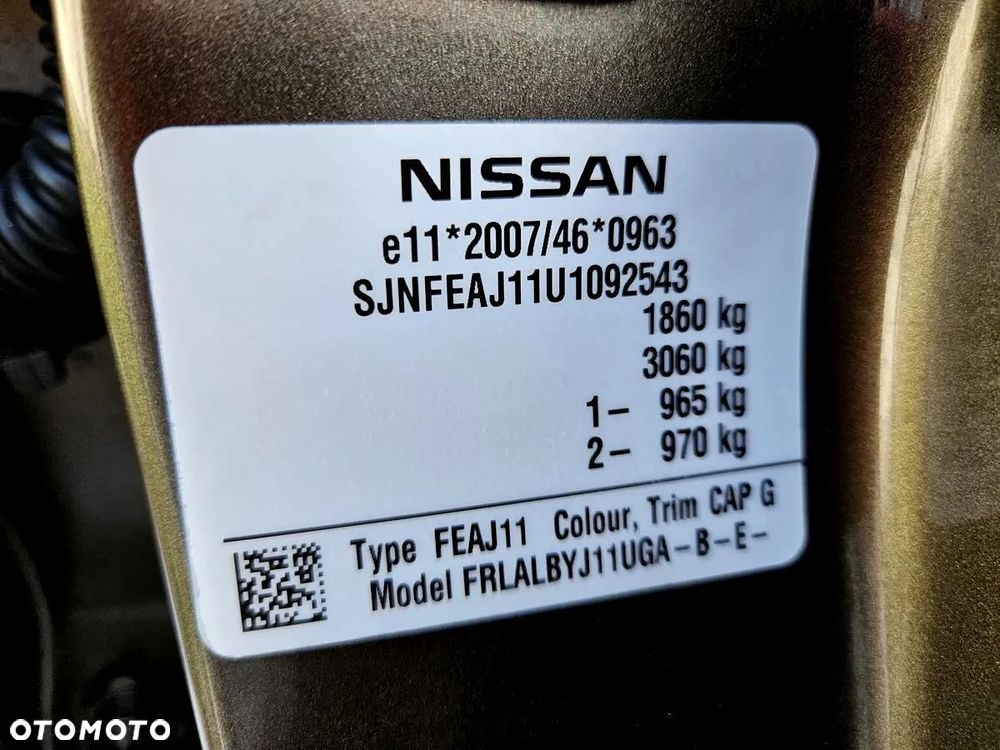 NISSAN
e11*2007/46*0963
SJNFEAJ11U1092543
1860 kg
3060 kg
1- 965 kg
2- 970 kg
Type FEAJ11 Colour, Trim CAP G
Model FRLALBYJ11UGA-B-E-
OTOMOTO